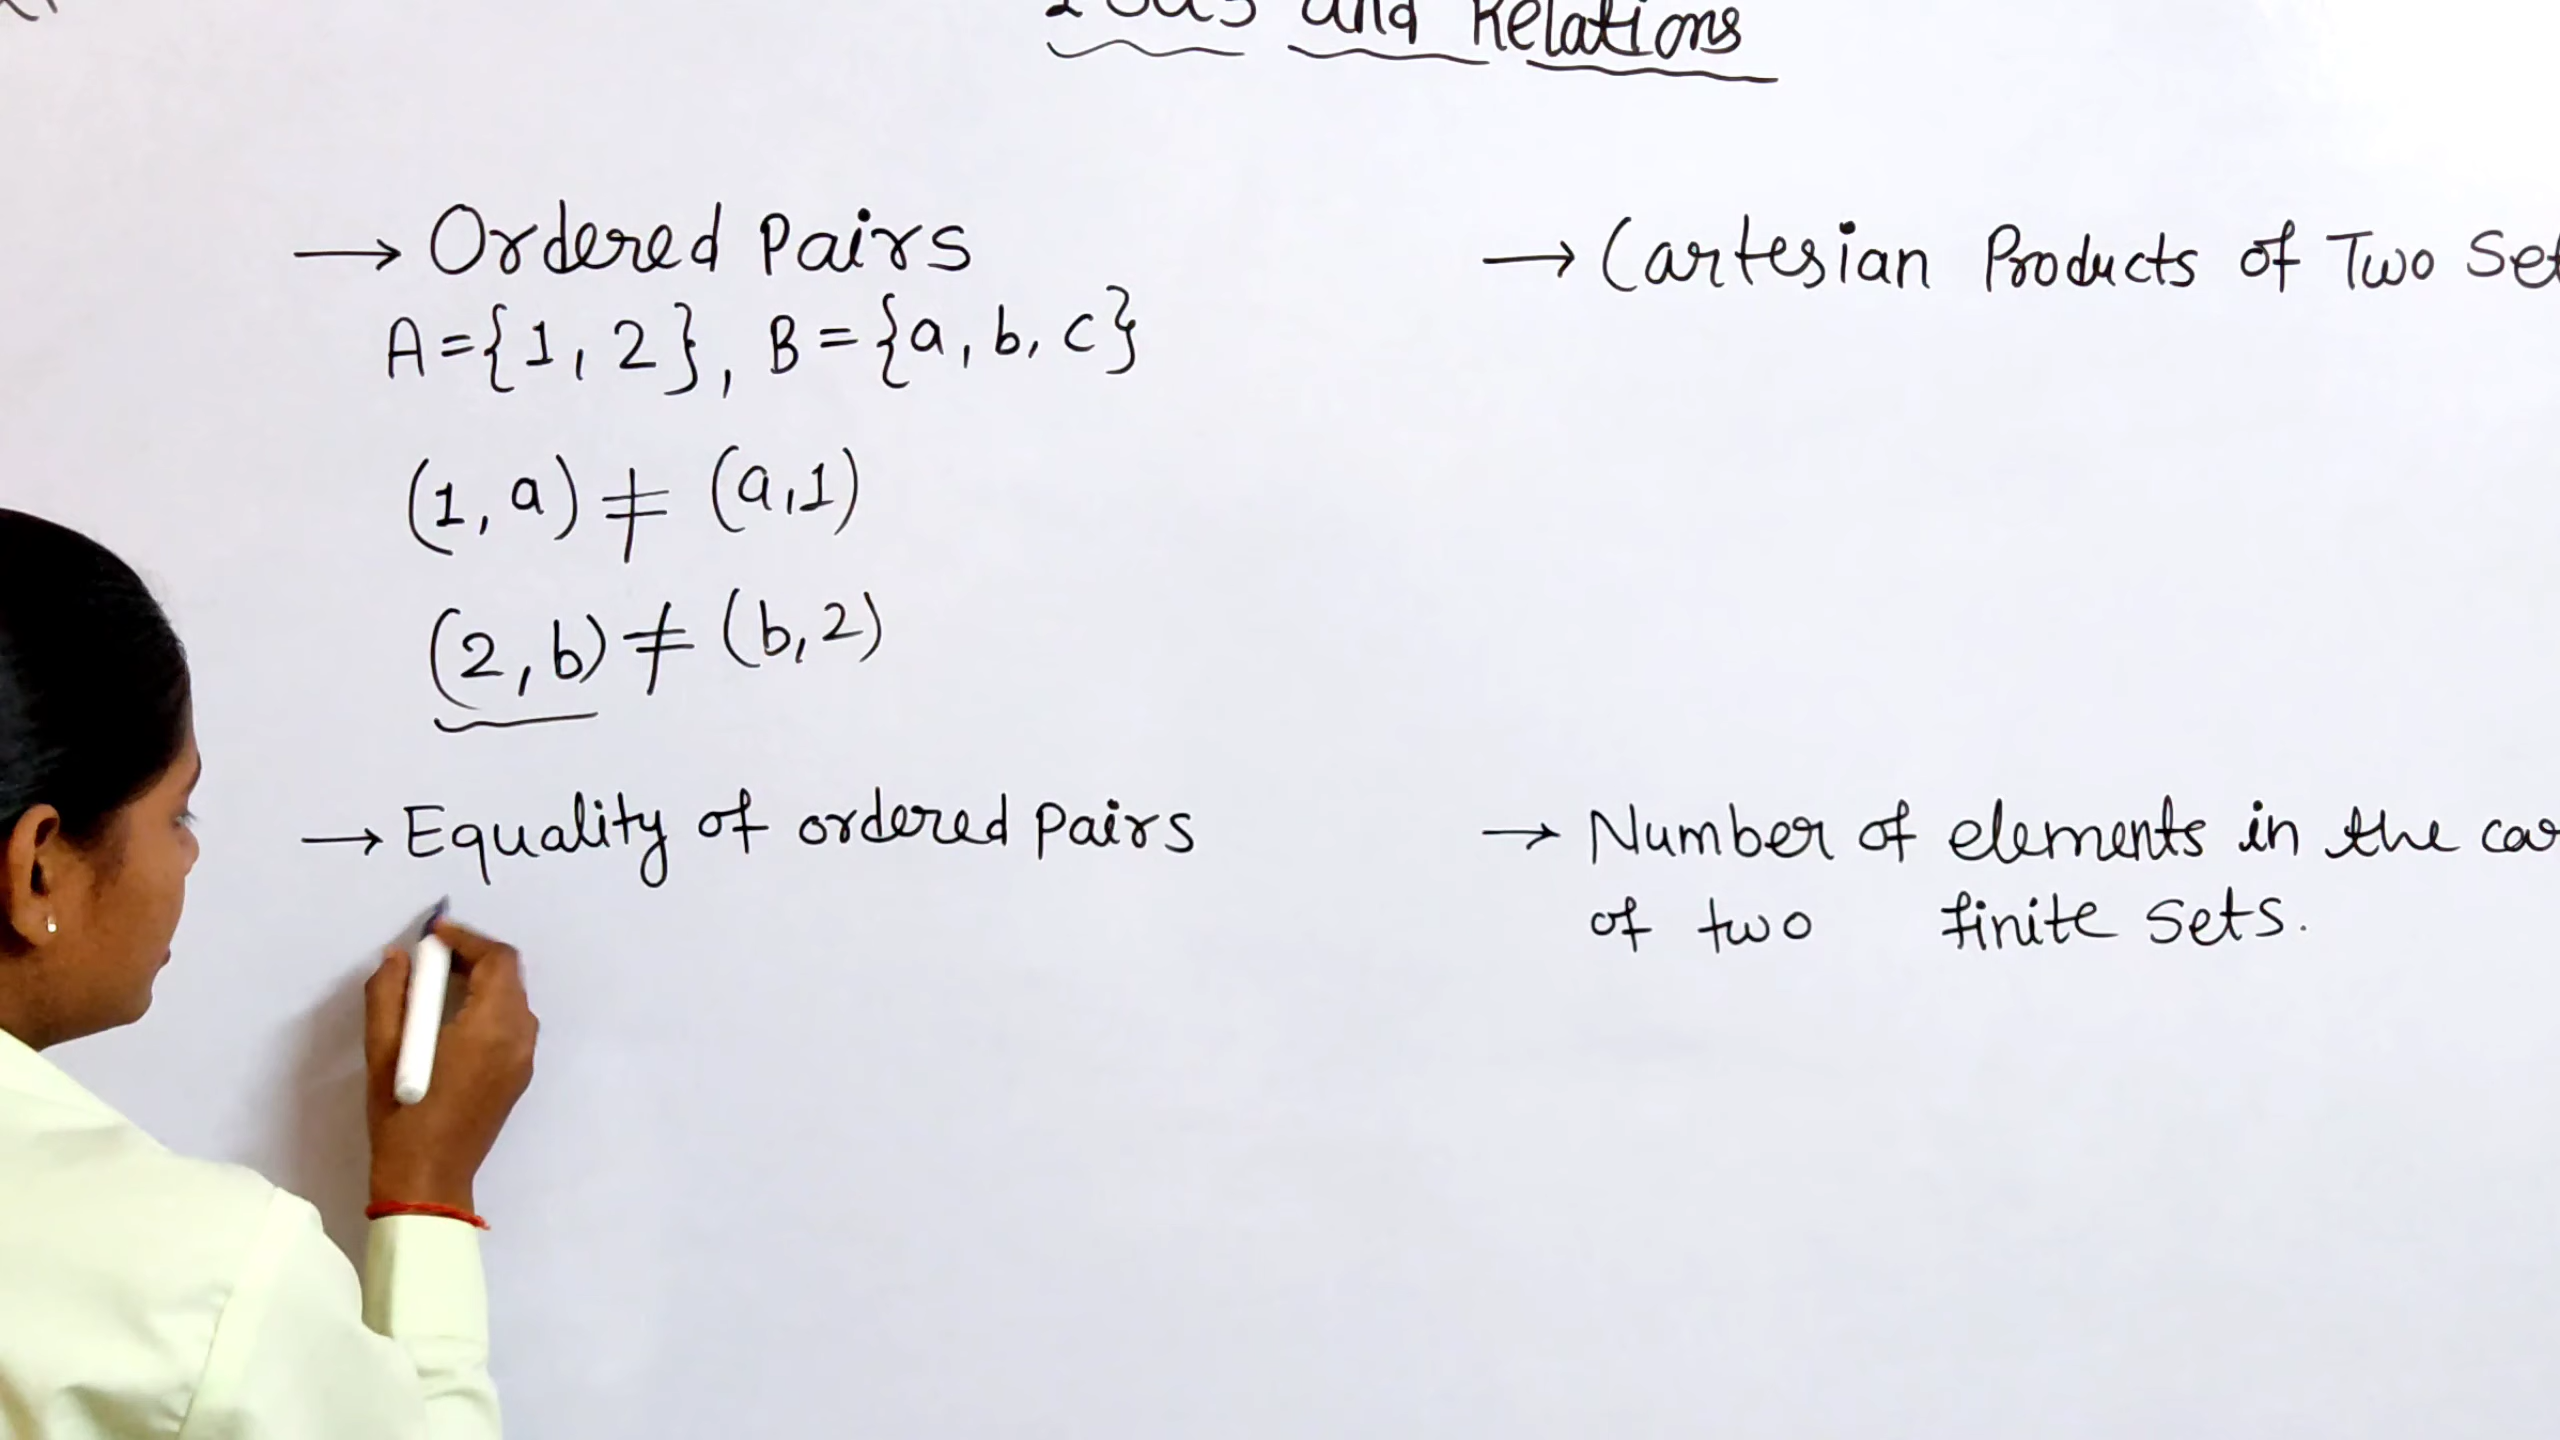 and Relations
→ Ordered Pairs
A={1, 2}, B={a, b, c}
(1, a) ≠ (a,1)
(2, b) ≠ (b,2)
→ Equality of ordered Pairs
→ Cartesian Products of Two
→ Number of elements in the
of two finite sets.